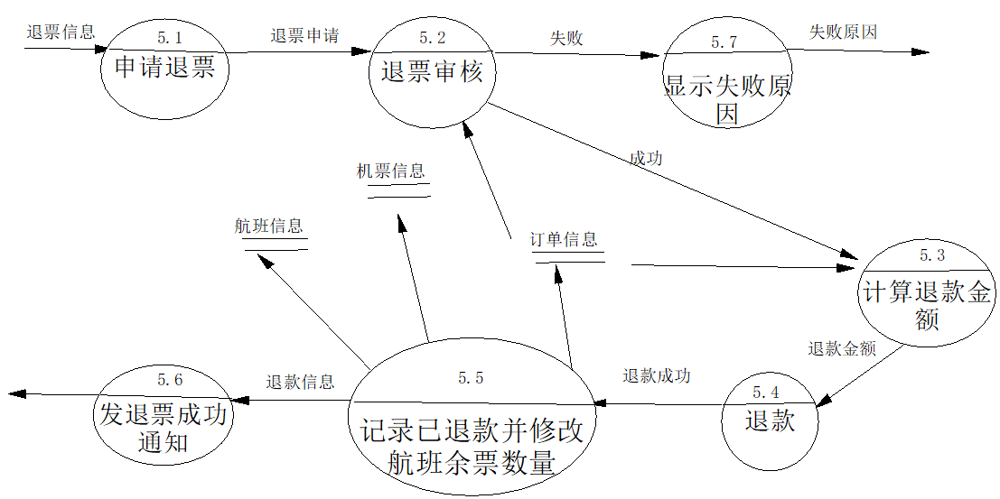 退票信息
5.1
申请退票
退票申请
5.2
退票审核
失败
5.7
显示失败原
因
失败原因
成功
机票信息
航班信息
订单信息
5.3
计算退款金
额
退款金额
5.4
退款
退款成功
5.5
记录已退款并修改
航班余票数量
退款信息
5.6
发退票成功
通知